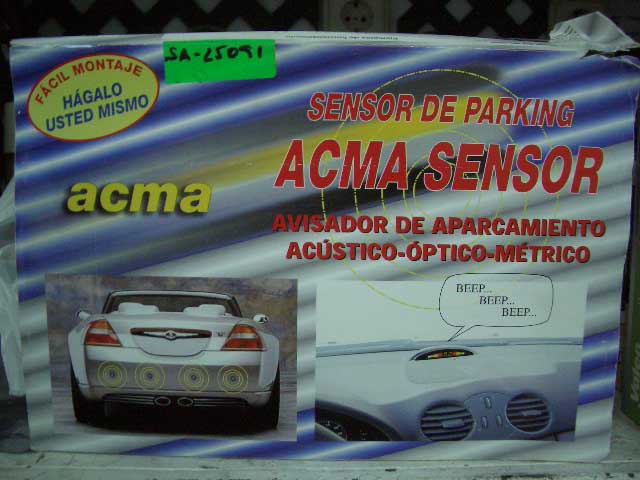 SA-25091
FÁCIL MONTAJE
HÁGALO
USTED MISMO
SENSOR DE PARKING
ACMA SENSOR
acma
AVISADOR DE APARCAMIENTO
ACÚSTICO-ÓPTICO-MÉTRICO
BEEP...
BEEP...
BEEP...